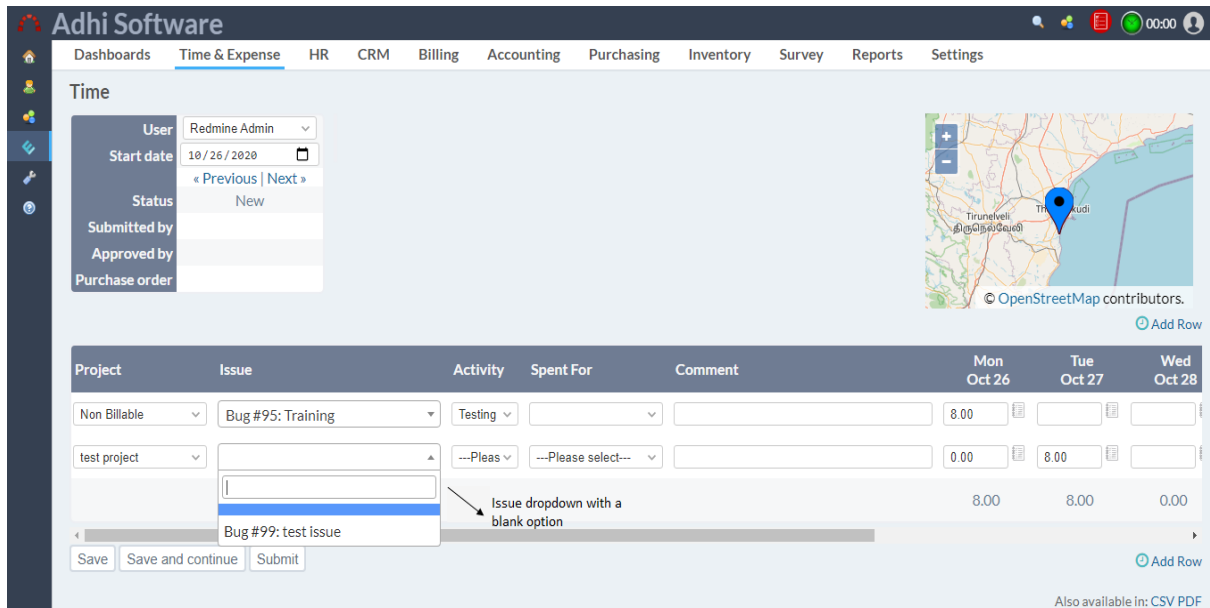 Adhi Software
00:00
Dashboards Time & Expense HR CRM Billing Accounting Purchasing Inventory Survey Reports Settings
Time
User Redmine Admin
Start date 10/26/2020
« Previous | Next »
Status New
Submitted by
Approved by
Purchase order
+
-
Tirunelveli
திருநெல்வேலி
© OpenStreetMap contributors.
Add Row
Project Issue Activity Spent For Comment Mon Oct 26 Tue Oct 27 Wed Oct 28
Non Billable Bug #95: Training Testing 8.00
test project ---Pleas ---Please select--- 0.00 8.00
Issue dropdown with a
blank option
8.00 8.00 0.00
Bug #99: test issue
Save Save and continue Submit
Add Row
Also available in: CSV PDF